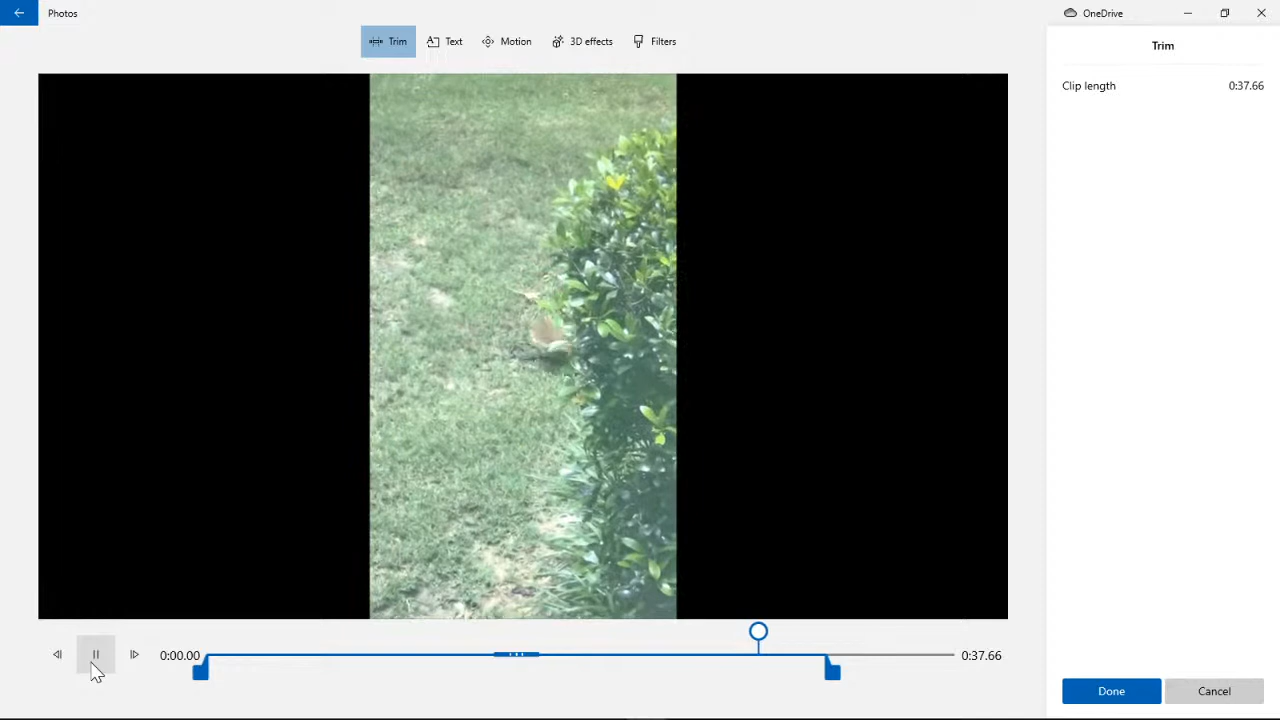 Photos
OneDrive
Trim
Text
Motion
3D effects
Filters
Trim
Clip length
0:37.66
0:00.00
0:37.66
Done
Cancel